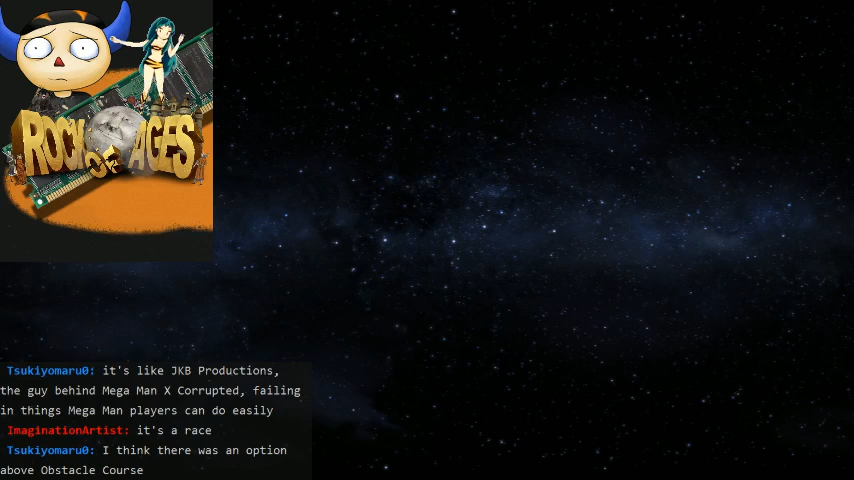 ROCK OF AGES
Tsukiyomaru0: it's like JKB Productions,
the guy behind Mega Man X Corrupted, failing
in things Mega Man players can do easily
ImaginationArtist: it's a race
Tsukiyomaru0: I think there was an option
above Obstacle Course